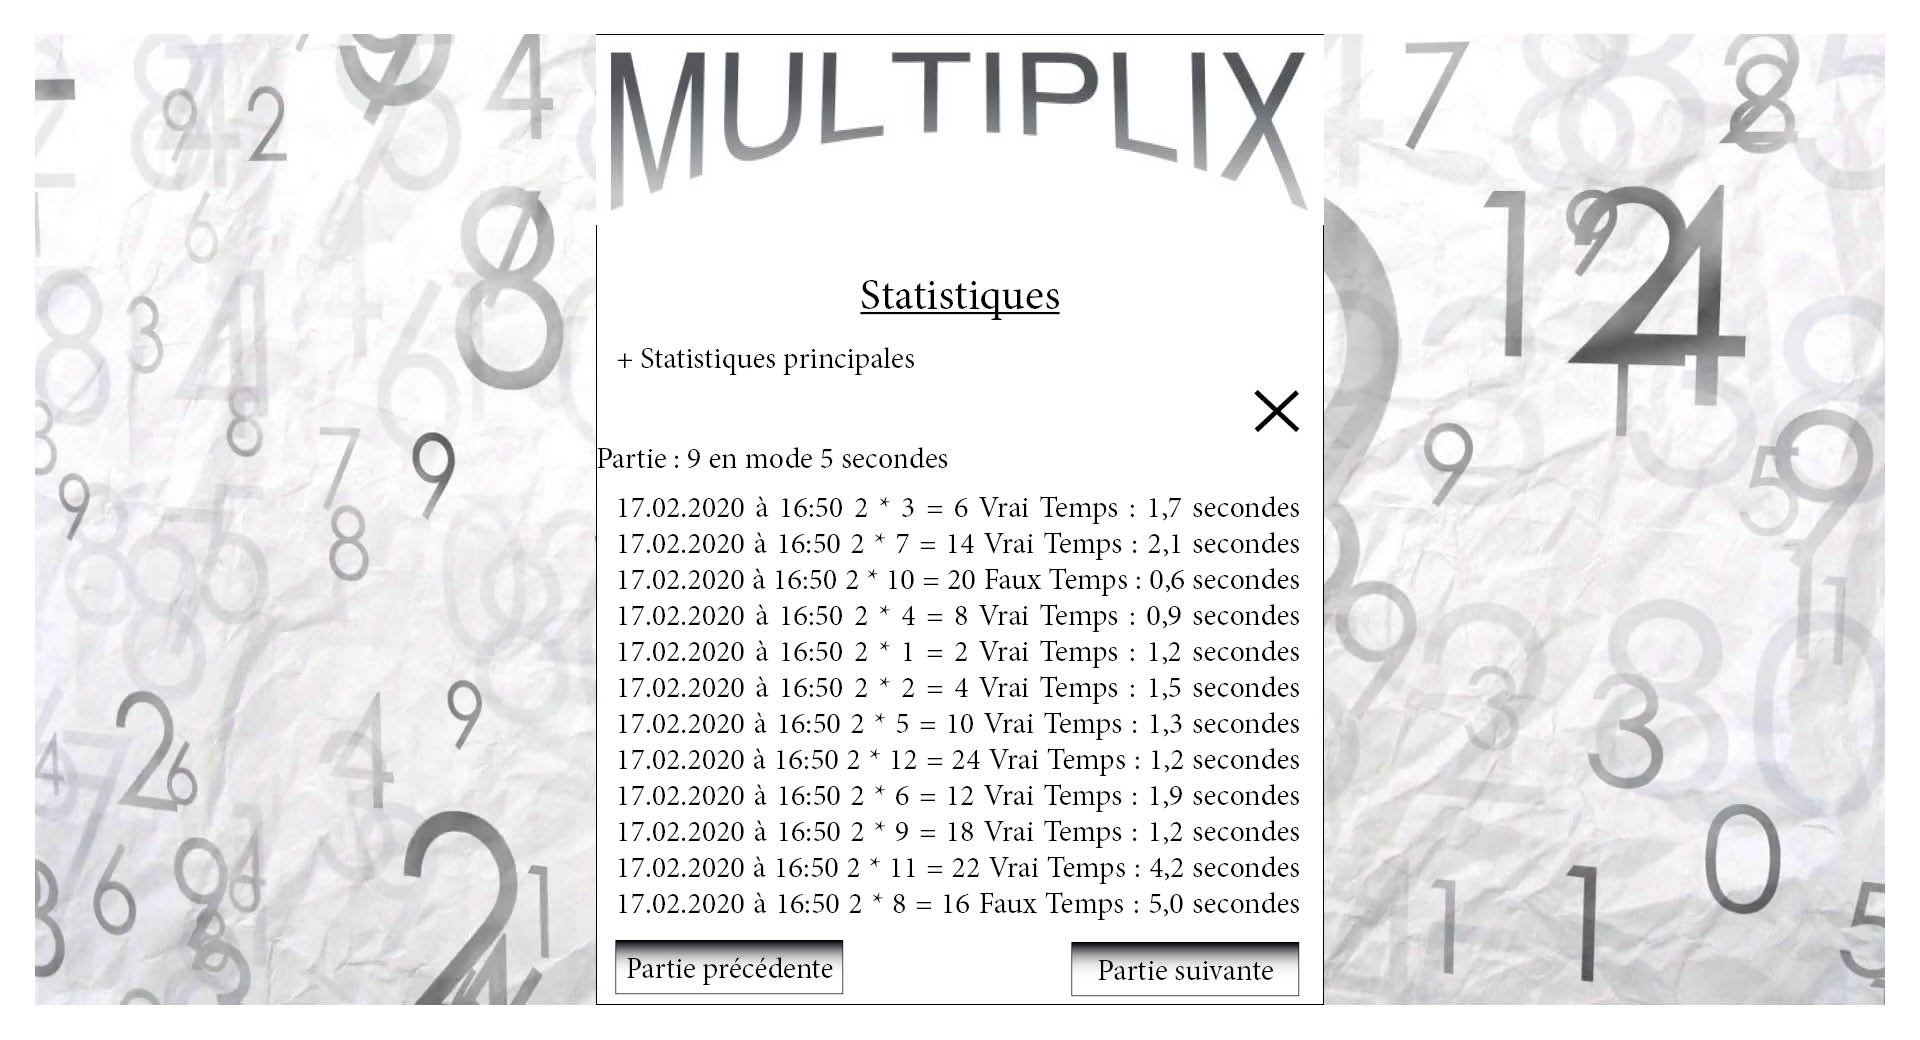 MULTIPLIX
Statistiques
+ Statistiques principales
Partie : 9 en mode 5 secondes
17.02.2020 à 16:50 2 * 3 = 6 Vrai Temps : 1,7 secondes
17.02.2020 à 16:50 2 * 7 = 14 Vrai Temps : 2,1 secondes
17.02.2020 à 16:50 2 * 10 = 20 Faux Temps : 0,6 secondes
17.02.2020 à 16:50 2 * 4 = 8 Vrai Temps : 0,9 secondes
17.02.2020 à 16:50 2 * 1 = 2 Vrai Temps : 1,2 secondes
17.02.2020 à 16:50 2 * 2 = 4 Vrai Temps : 1,5 secondes
17.02.2020 à 16:50 2 * 5 = 10 Vrai Temps : 1,3 secondes
17.02.2020 à 16:50 2 * 12 = 24 Vrai Temps : 1,2 secondes
17.02.2020 à 16:50 2 * 6 = 12 Vrai Temps : 1,9 secondes
17.02.2020 à 16:50 2 * 9 = 18 Vrai Temps : 1,2 secondes
17.02.2020 à 16:50 2 * 11 = 22 Vrai Temps : 4,2 secondes
17.02.2020 à 16:50 2 * 8 = 16 Faux Temps : 5,0 secondes
Partie précédente
Partie suivante